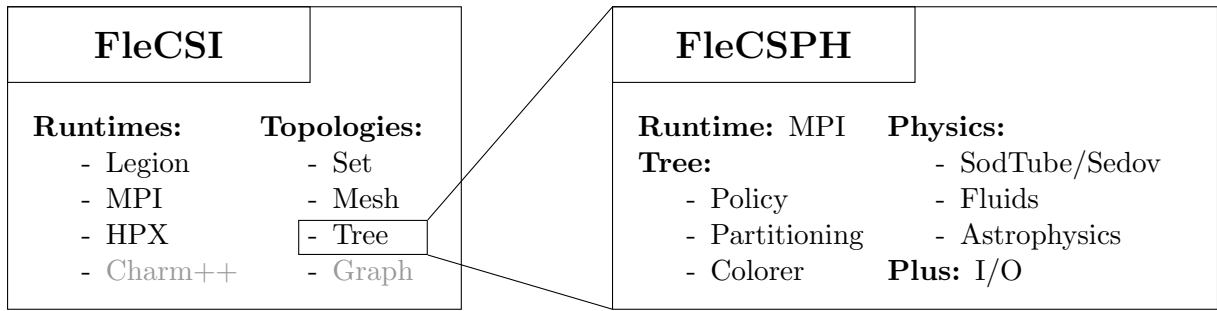 FleCSI
Runtimes:
- Legion
- MPI
- HPX
- Charm++
Topologies:
- Set
- Mesh
- Tree
- Graph
FleCSPH
Runtime: MPI
Tree:
- Policy
- Partitioning
- Colorer
Physics:
- SodTube/Sedov
- Fluids
- Astrophysics
Plus: I/O